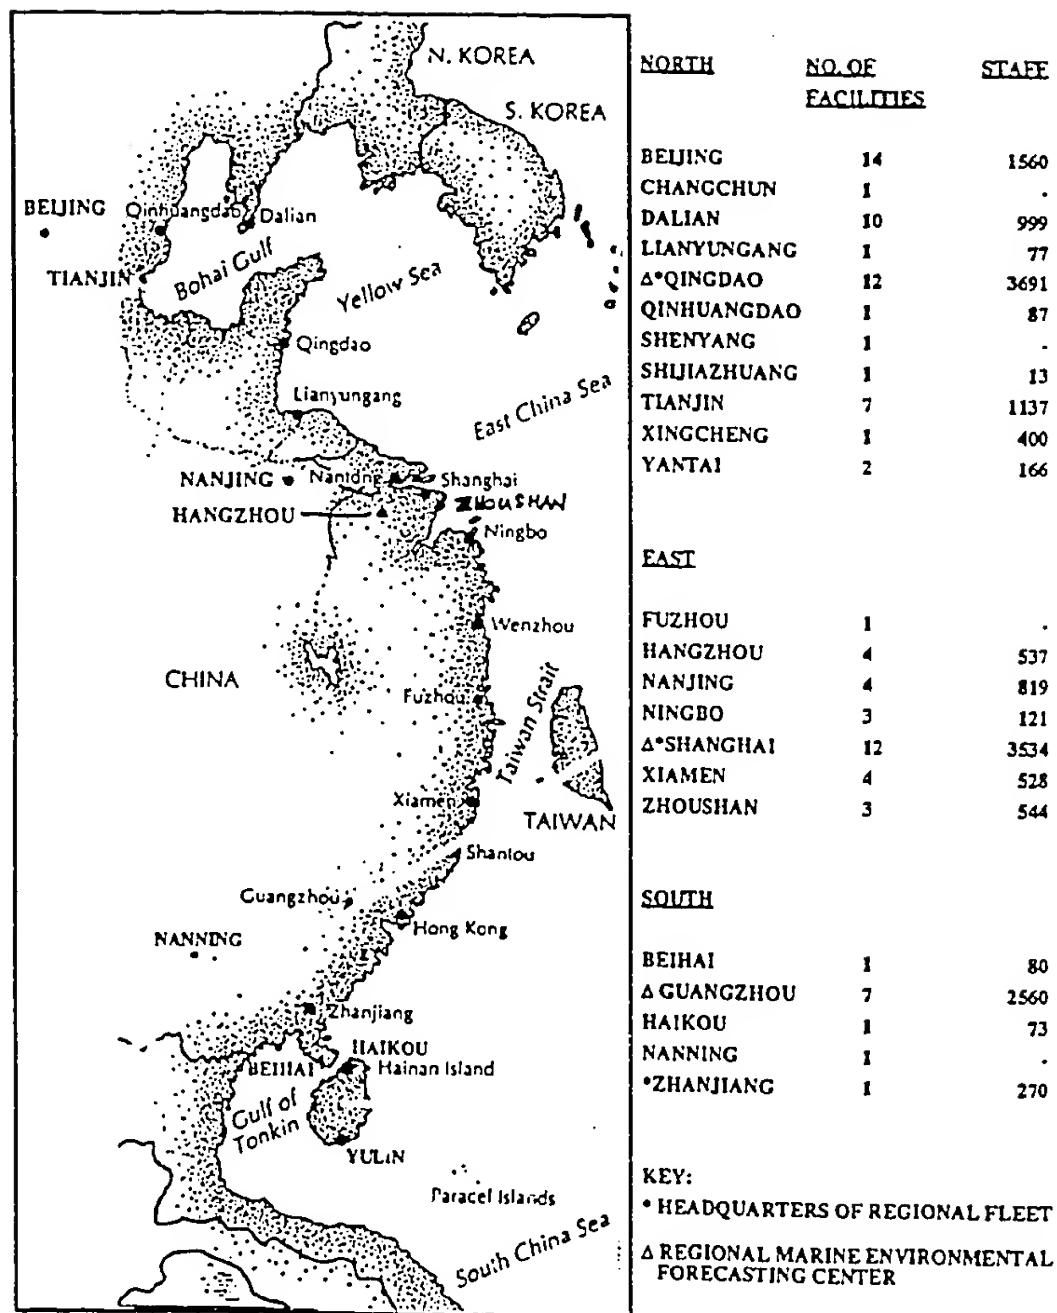 N. KOREA
S. KOREA
BEIJING
Qinhuangdao
Dalian
TIANJIN
Bohai Gulf
Yellow Sea
Qingdao
Lianyungang
East China Sea
NANJING
Nantong
Shanghai
ZHOUSHAN
HANGZHOU
Ningbo
Wenzhou
CHINA
Fuzhou
Taiwan Strait
Xiamen
TAIWAN
Shantou
Guangzhou
Hong Kong
NANNING
Zhanjiang
HAIKOU
BEIHAI
Hainan Island
Gulf of
Tonkin
YULIN
Paracel Islands
South China Sea
NORTH NO. OF STAFF
FACILITIES
BEIJING 14 1560
CHANGCHUN 1 -
DALIAN 10 999
LIANYUNGANG 1 77
Δ*QINGDAO 12 3691
QINHUANGDAO 1 87
SHENYANG 1 -
SHIJIAZHUANG 1 13
TIANJIN 7 1137
XINGCHENG 1 400
YANTAI 2 166
EAST
FUZHOU 1 -
HANGZHOU 4 537
NANJING 4 819
NINGBO 3 121
Δ*SHANGHAI 12 3534
XIAMEN 4 528
ZHOUSHAN 3 544
SOUTH
BEIHAI 1 80
Δ GUANGZHOU 7 2560
HAIKOU 1 73
NANNING 1 -
*ZHANJIANG 1 270
KEY:
* HEADQUARTERS OF REGIONAL FLEET
Δ REGIONAL MARINE ENVIRONMENTAL
FORECASTING CENTER